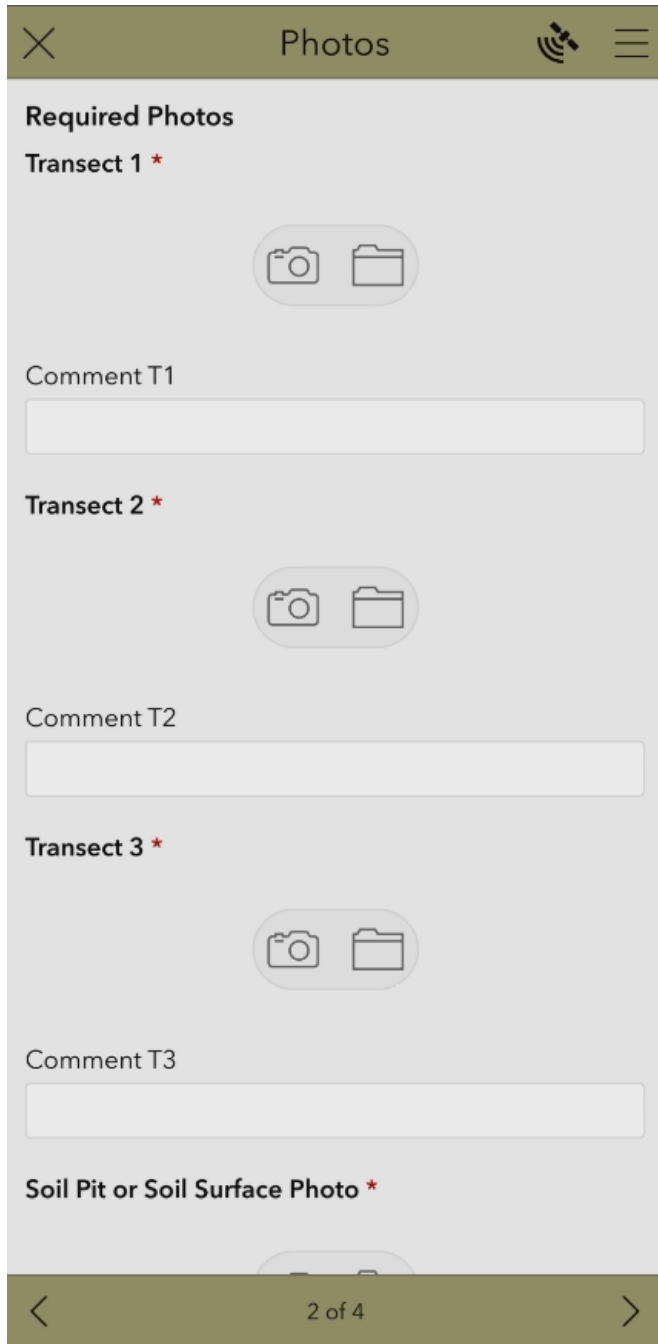 Photos
Required Photos
Transect 1 *
Comment T1
Transect 2 *
Comment T2
Transect 3 *
Comment T3
Soil Pit or Soil Surface Photo *
2 of 4